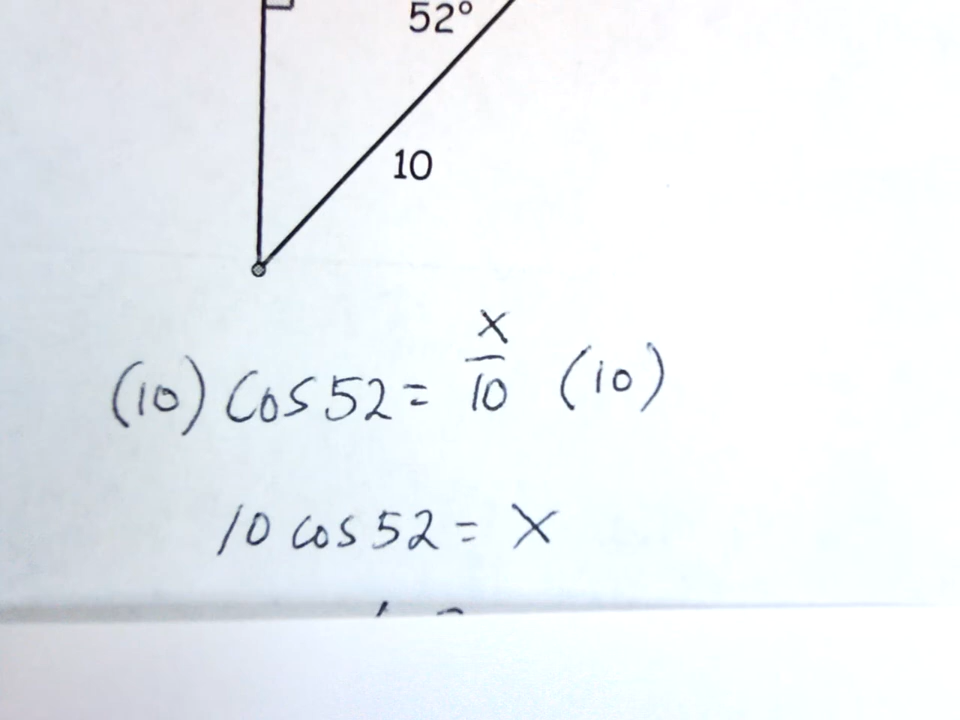 52°
10
(10) Cos 52 = x/10 (10)
10 cos 52 = x